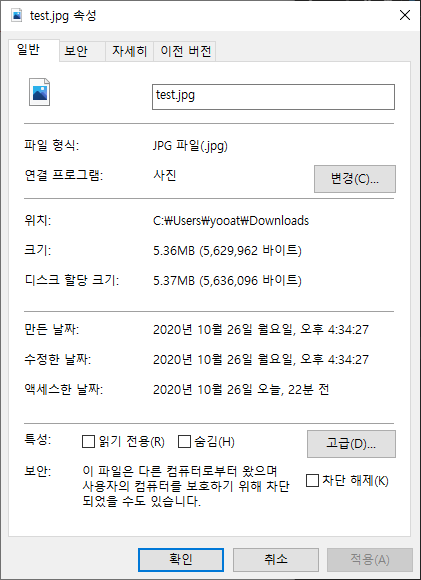 test.jpg 속성
일반 보안 자세히 이전 버전
test.jpg
파일 형식: JPG 파일(.jpg)
연결 프로그램: 사진 변경(C)...
위치: C:₩Users₩yooat₩Downloads
크기: 5.36MB (5,629,962 바이트)
디스크 할당 크기: 5.37MB (5,636,096 바이트)
만든 날짜: 2020년 10월 26일 월요일, 오후 4:34:27
수정한 날짜: 2020년 10월 26일 월요일, 오후 4:34:27
액세스한 날짜: 2020년 10월 26일 오늘, 22분 전
특성: 읽기 전용(R) 숨김(H) 고급(D)...
보안: 이 파일은 다른 컴퓨터로부터 왔으며
사용자의 컴퓨터를 보호하기 위해 차단 차단 해제(K)
되었을 수도 있습니다.
확인 취소 적용(A)